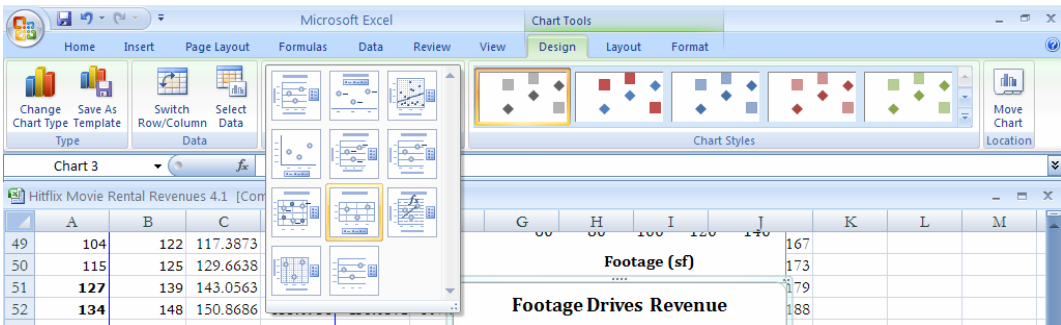 Microsoft Excel
Chart Tools
Home Insert Page Layout Formulas Data Review View Design Layout Format
Change Chart Type
Save As Template
Switch Row/Column
Select Data
Move Chart
Type
Data
Chart Styles
Location
Chart 3
fx
Hitflix Movie Rental Revenues 4.1 [Com
A B C G H I J K L M
49 104 122 117.3873 167
50 115 125 129.6638 Footage (sf) 173
51 127 139 143.0563 179
52 134 148 150.8686 Footage Drives Revenue 188